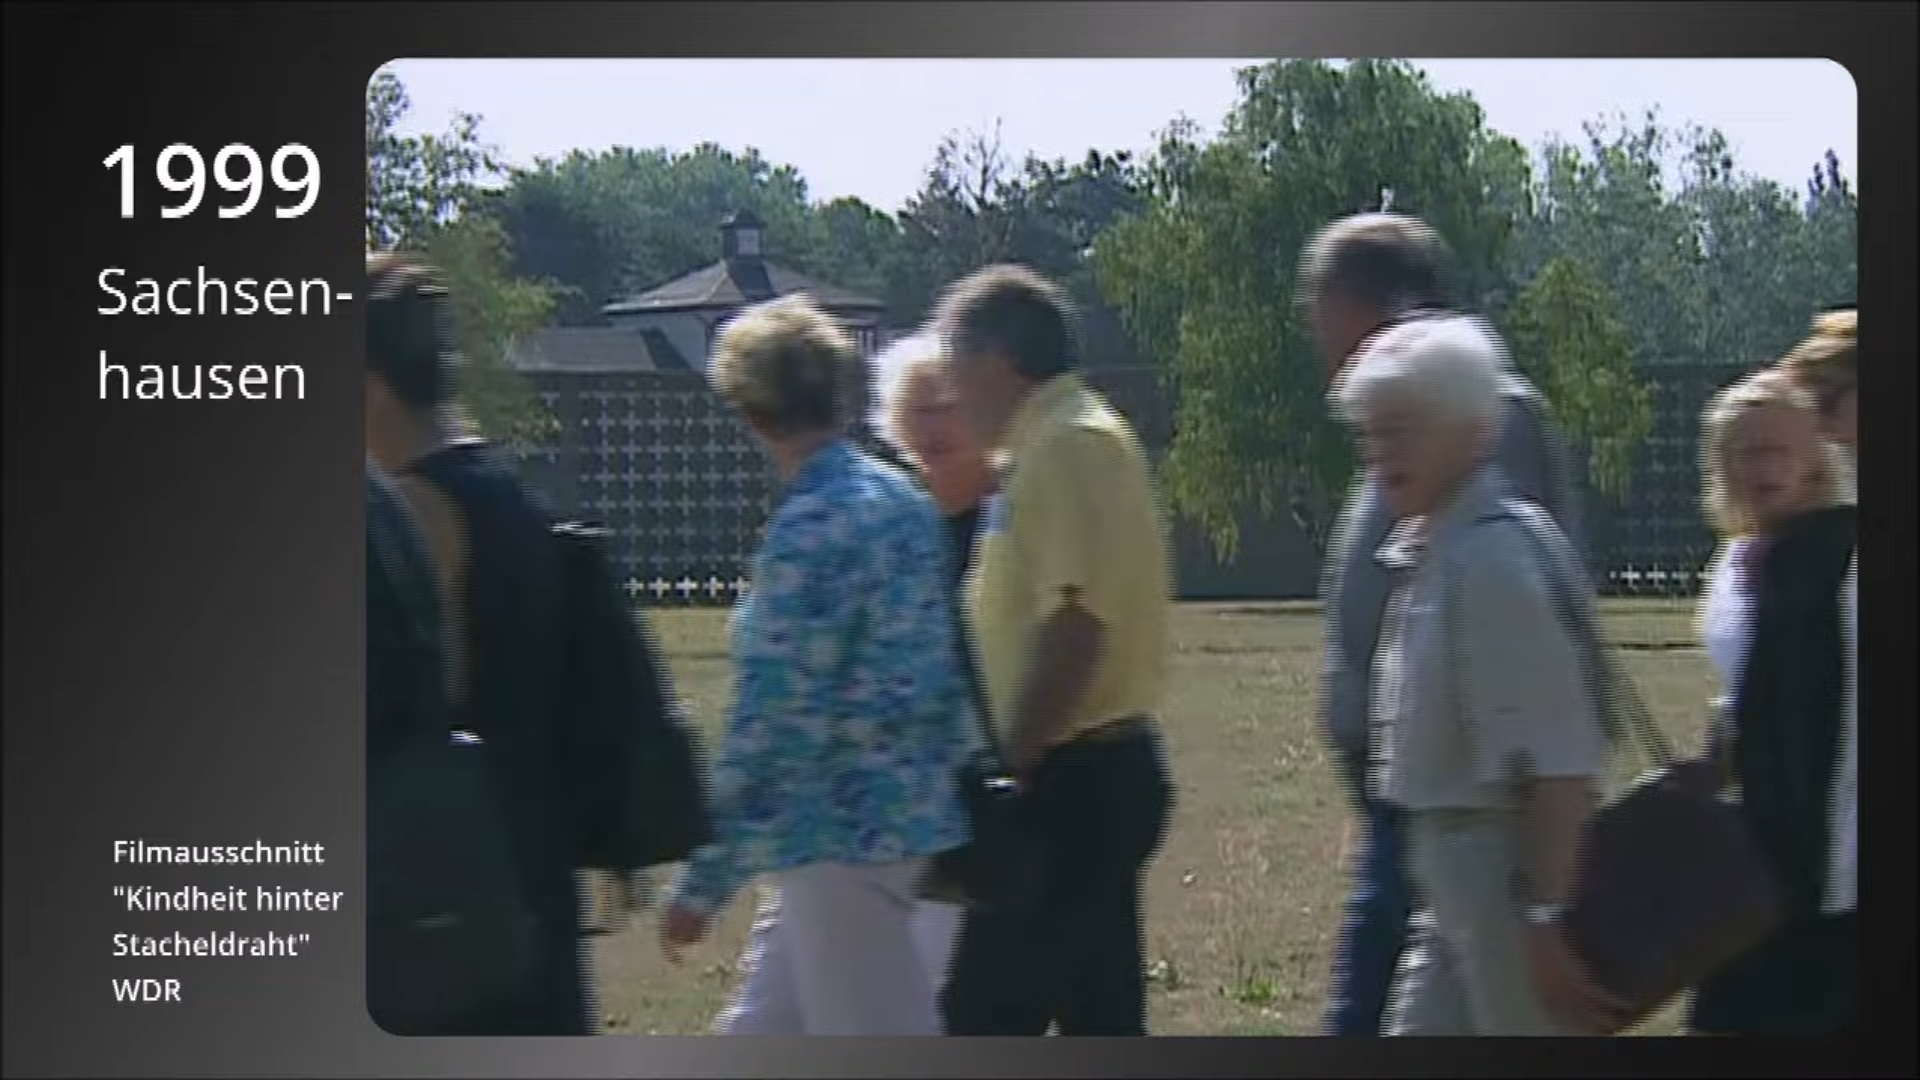 1999
Sachsen-
hausen
Filmausschnitt
"Kindheit hinter
Stacheldraht"
WDR